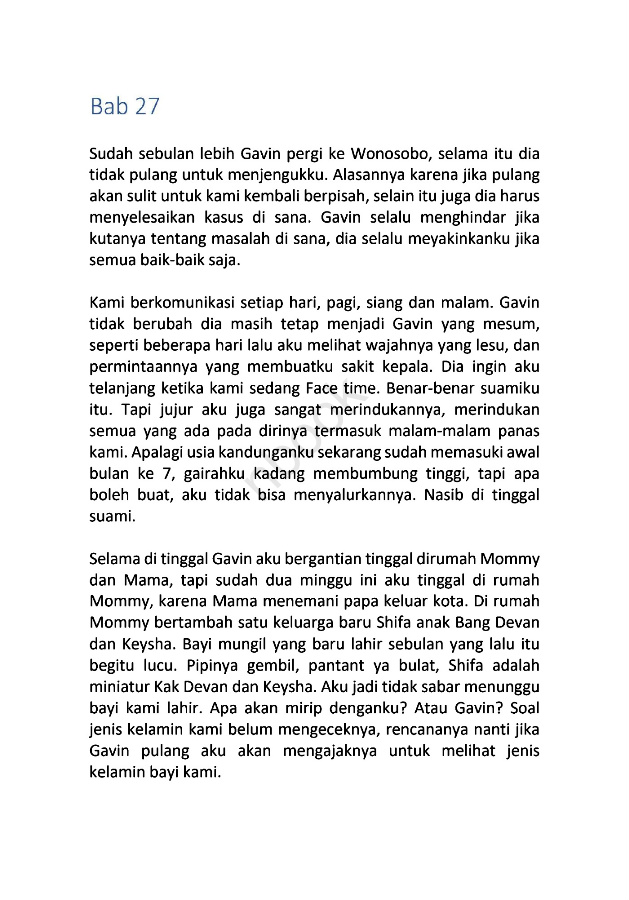 Bab 27
Sudah sebulan lebih Gavin pergi ke Wonosobo, selama itu dia
tidak pulang untuk menjengukku. Alasannya karena jika pulang
akan sulit untuk kami kembali berpisah, selain itu juga dia harus
menyelesaikan kasus di sana. Gavin selalu menghindar jika
kutanya tentang masalah di sana, dia selalu meyakinkanku jika
semua baik-baik saja.
Kami berkomunikasi setiap hari, pagi, siang dan malam. Gavin
tidak berubah dia masih tetap menjadi Gavin yang mesum,
seperti beberapa hari lalu aku melihat wajahnya yang lesu, dan
permintaannya yang membuatku sakit kepala. Dia ingin aku
telanjang ketika kami sedang Face time. Benar-benar suamiku
itu. Tapi jujur aku juga sangat merindukannya, merindukan
semua yang ada pada dirinya termasuk malam-malam panas
kami. Apalagi usia kandunganku sekarang sudah memasuki awal
bulan ke 7, gairahku kadang membumbung tinggi, tapi apa
boleh buat, aku tidak bisa menyalurkannya. Nasib di tinggal
suami.
Selama di tinggal Gavin aku bergantian tinggal dirumah Mommy
dan Mama, tapi sudah dua minggu ini aku tinggal di rumah
Mommy, karena Mama menemani papa keluar kota. Di rumah
Mommy bertambah satu keluarga baru Shifa anak Bang Devan
dan Keysha. Bayi mungil yang baru lahir sebulan yang lalu itu
begitu lucu. Pipinya gembil, pantant ya bulat, Shifa adalah
miniatur Kak Devan dan Keysha. Aku jadi tidak sabar menunggu
bayi kami lahir. Apa akan mirip denganku? Atau Gavin? Soal
jenis kelamin kami belum mengeceknya, rencananya nanti jika
Gavin pulang aku akan mengajaknya untuk melihat jenis
kelamin bayi kami.